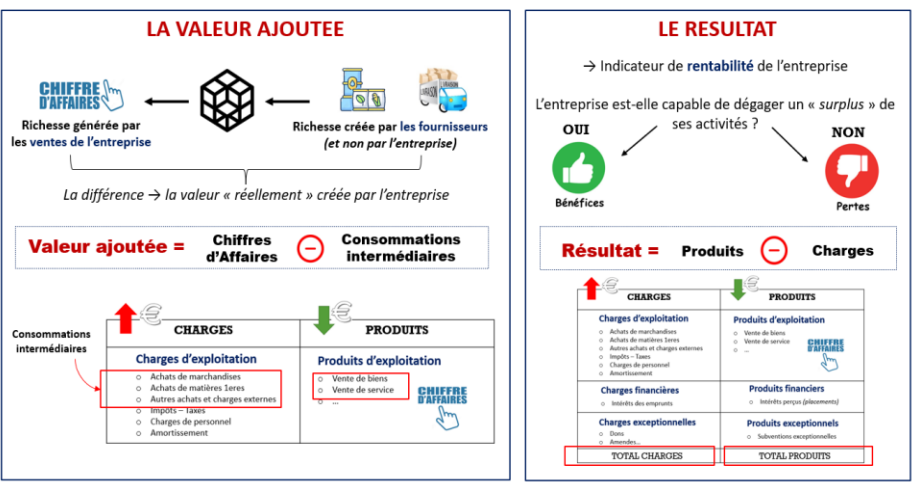 LA VALEUR AJOUTEE
CHIFFRE
D'AFFAIRES
LIVRAISON
Richesse générée par
les ventes de l'entreprise
Richesse créée par les fournisseurs
(et non par l'entreprise)
La différence → la valeur « réellement » créée par l'entreprise
Valeur ajoutée = Chiffres d'Affaires − Consommations intermédiaires
Consommations
intermédiaires
€
CHARGES
Charges d'exploitation
o Achats de marchandises
o Achats de matières 1eres
o Autres achats et charges externes
o Impôts – Taxes
o Charges de personnel
o Amortissement
€
PRODUITS
Produits d'exploitation
o Vente de biens
o Vente de service
o ...
CHIFFRE
D'AFFAIRES
LE RESULTAT
→ Indicateur de rentabilité de l'entreprise
L'entreprise est-elle capable de dégager un « surplus » de
ses activités ?
OUI
Bénéfices
NON
Pertes
Résultat = Produits − Charges
€
CHARGES
Charges d'exploitation
o Achats de marchandises
o Achats de matières 1eres
o Autres achats et charges externes
o Impôts – Taxes
o Charges de personnel
o Amortissement
€
PRODUITS
Produits d'exploitation
o Vente de biens
o Vente de service
o ...
CHIFFRE
D'AFFAIRES
Charges financières
o Intérêts des emprunts
Produits financiers
o Intérêts perçus (placements)
Charges exceptionnelles
o Dons
o Amendes...
Produits exceptionnels
o Subventions exceptionnelles
TOTAL CHARGES
TOTAL PRODUITS